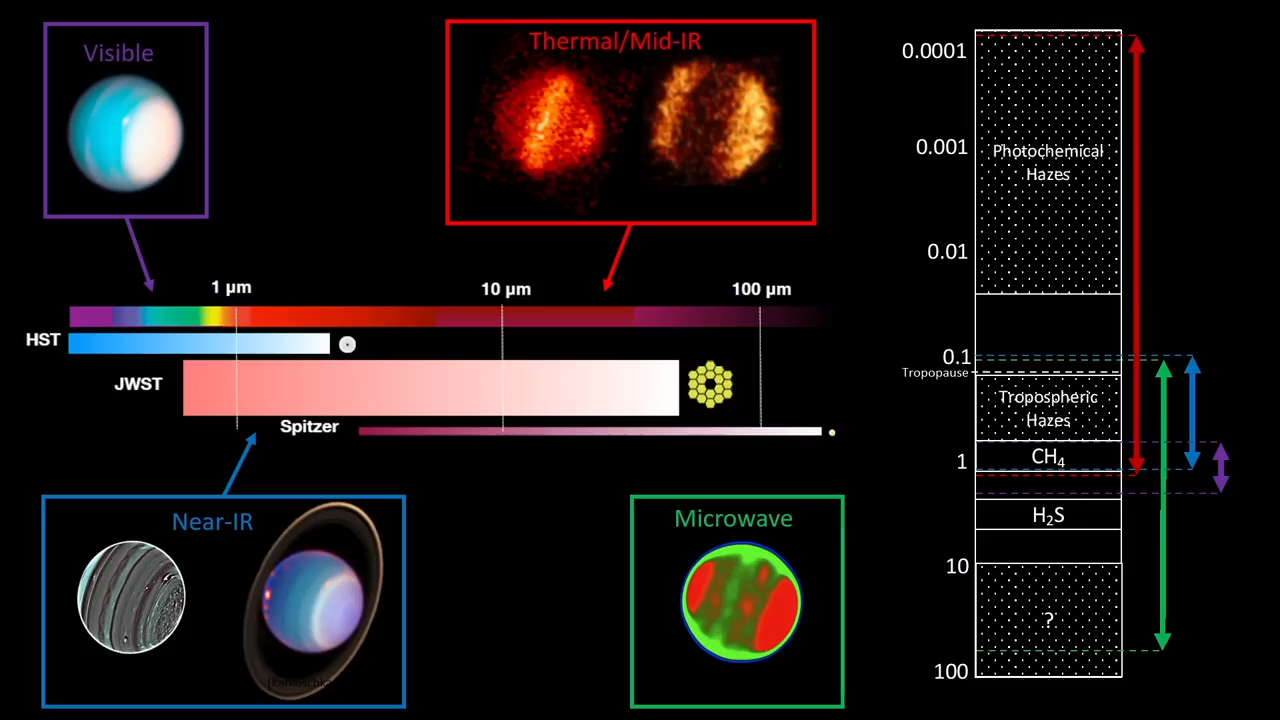 Visible
Thermal/Mid-IR
1 µm
10 µm
100 µm
HST
JWST
Spitzer
Near-IR
Microwave
0.0001
0.001
0.01
0.1
Tropopause
1
10
100
Photochemical
Hazes
Tropospheric
Hazes
CH₄
H₂S
?